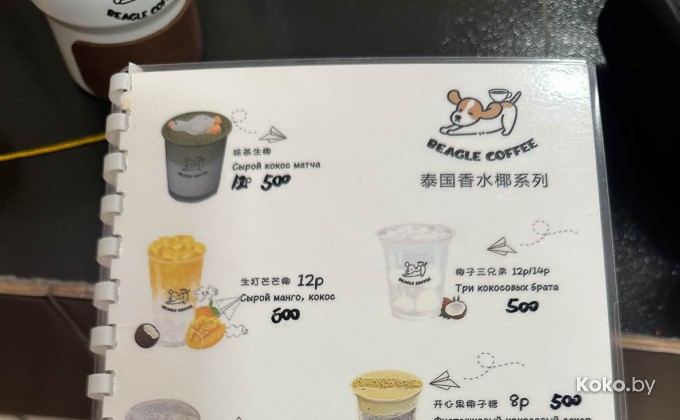 BEAGLE COFFEE
BEAGLE COFFEE
泰国香水椰系列
抹茶生椰
Сырой кокос матча
500
生打芒芒椰 12р
Сырой манго, кокос
600
BEAGLE COFFEE
椰子三兄弟 12р/14р
Три кокосовых брата
500
BEAGLE COFFEE
开心果椰子糖 8р 500
Koko.by